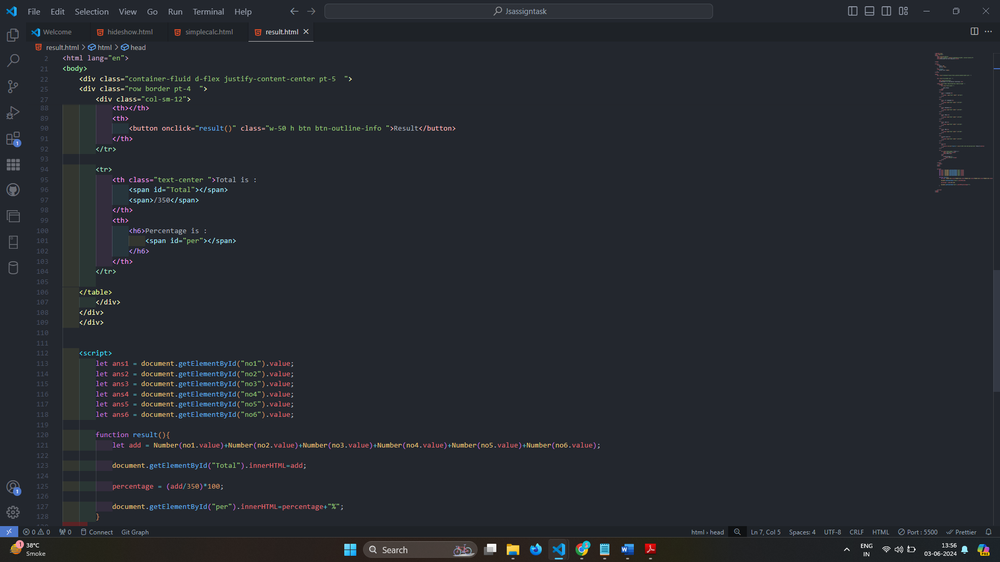 File Edit Selection View Go Run Terminal Help
Jsassigntask
Welcome hideshow.html simplecalc.html result.html
result.html > html > head
2 <html lang="en">
21 <body>
22 <div class="container-fluid d-flex justify-content-center pt-5  ">
25 <div class="row border pt-4  ">
27 <div class="col-sm-12">
88 <th></th>
89 <th>
90 <button onclick="result()" class="w-50 h btn btn-outline-info ">Result</button>
91 </th>
92 </tr>
93
94 <tr>
95 <th class="text-center ">Total is :
96 <span id="Total"></span>
97 <span>/350</span>
98 </th>
99 <th>
100 <h6>Percentage is :
101 <span id="per"></span>
102 </h6>
103 </th>
104 </tr>
105
106 </table>
107 </div>
108 </div>
109 </div>
110
111
112 <script>
113 let ans1 = document.getElementById("no1").value;
114 let ans2 = document.getElementById("no2").value;
115 let ans3 = document.getElementById("no3").value;
116 let ans4 = document.getElementById("no4").value;
117 let ans5 = document.getElementById("no5").value;
118 let ans6 = document.getElementById("no6").value;
119
120 function result(){
121 let add = Number(no1.value)+Number(no2.value)+Number(no3.value)+Number(no4.value)+Number(no5.value)+Number(no6.value);
122
123 document.getElementById("Total").innerHTML=add;
124
125 percentage = (add/350)*100;
126
127 document.getElementById("per").innerHTML=percentage+"%";
128 }
0 0 0 Connect Git Graph html > head Ln 7, Col 5 Spaces: 4 UTF-8 CRLF HTML Port : 5500 Prettier
38°C
Smoke
Search
ENG
IN
13:56
03-06-2024